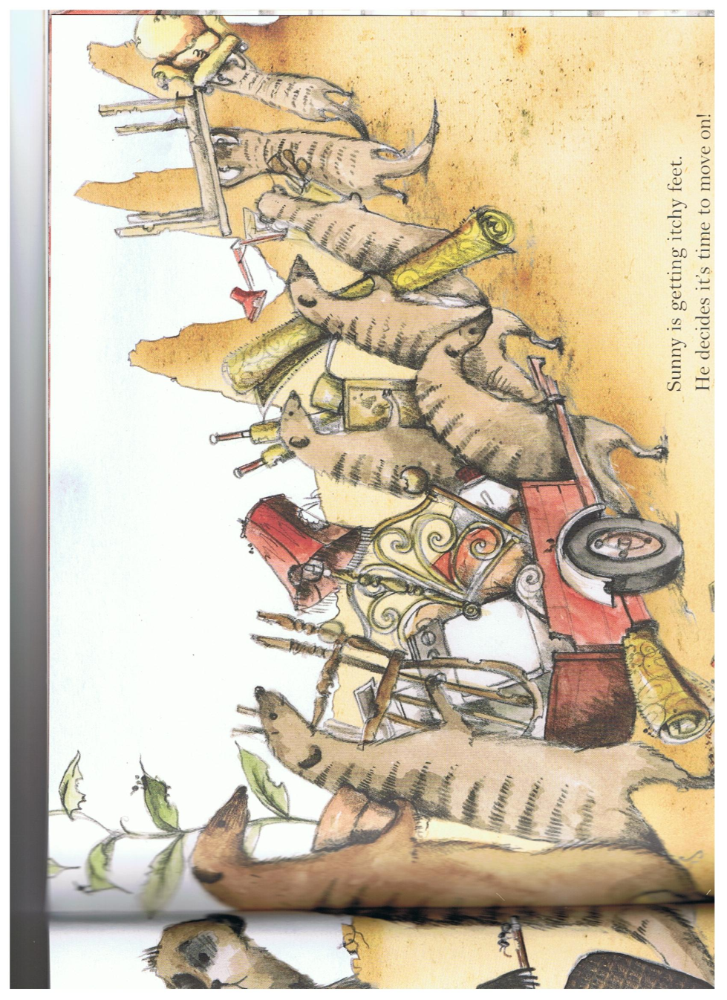 Sunny is getting itchy feet.
He decides it's time to move on!